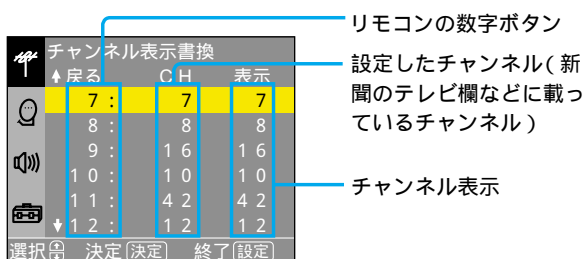 リモコンの数字ボタン
設定したチャンネル(新
聞のテレビ欄などに載っ
ているチャンネル)
チャンネル表示
チャンネル表示書換
戻る CH 表示
7: 7 7
8: 8 8
9: 16 16
10: 10 10
11: 42 42
12: 12 12
選択 決定 決定 終了 設定